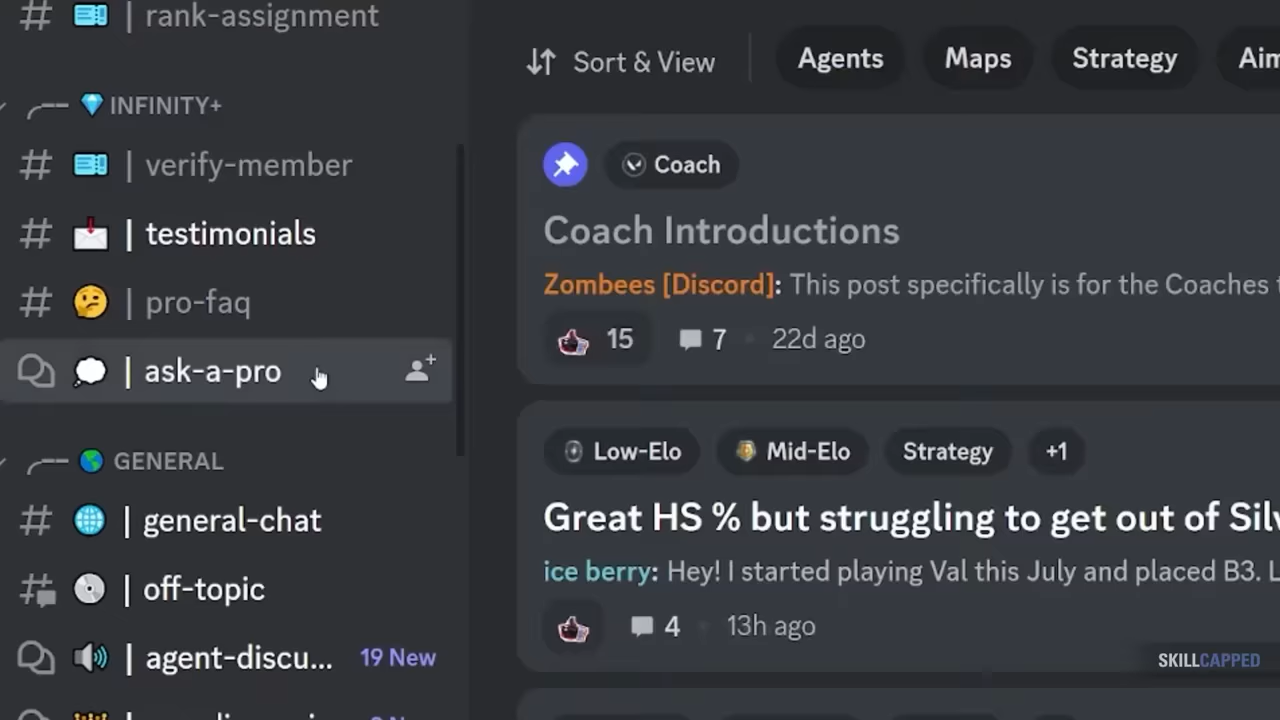 # | rank-assignment
INFINITY+
# | verify-member
# | testimonials
# | pro-faq
| ask-a-pro
GENERAL
# | general-chat
# | off-topic
| agent-discu... 19 New
Sort & View
Agents
Maps
Strategy
Aim
Coach
Coach Introductions
Zombees [Discord]: This post specifically is for the Coaches
15 7 22d ago
Low-Elo Mid-Elo Strategy +1
Great HS % but struggling to get out of Sil
ice berry: Hey! I started playing Val this July and placed B3. L
4 13h ago
SKILLCAPPED